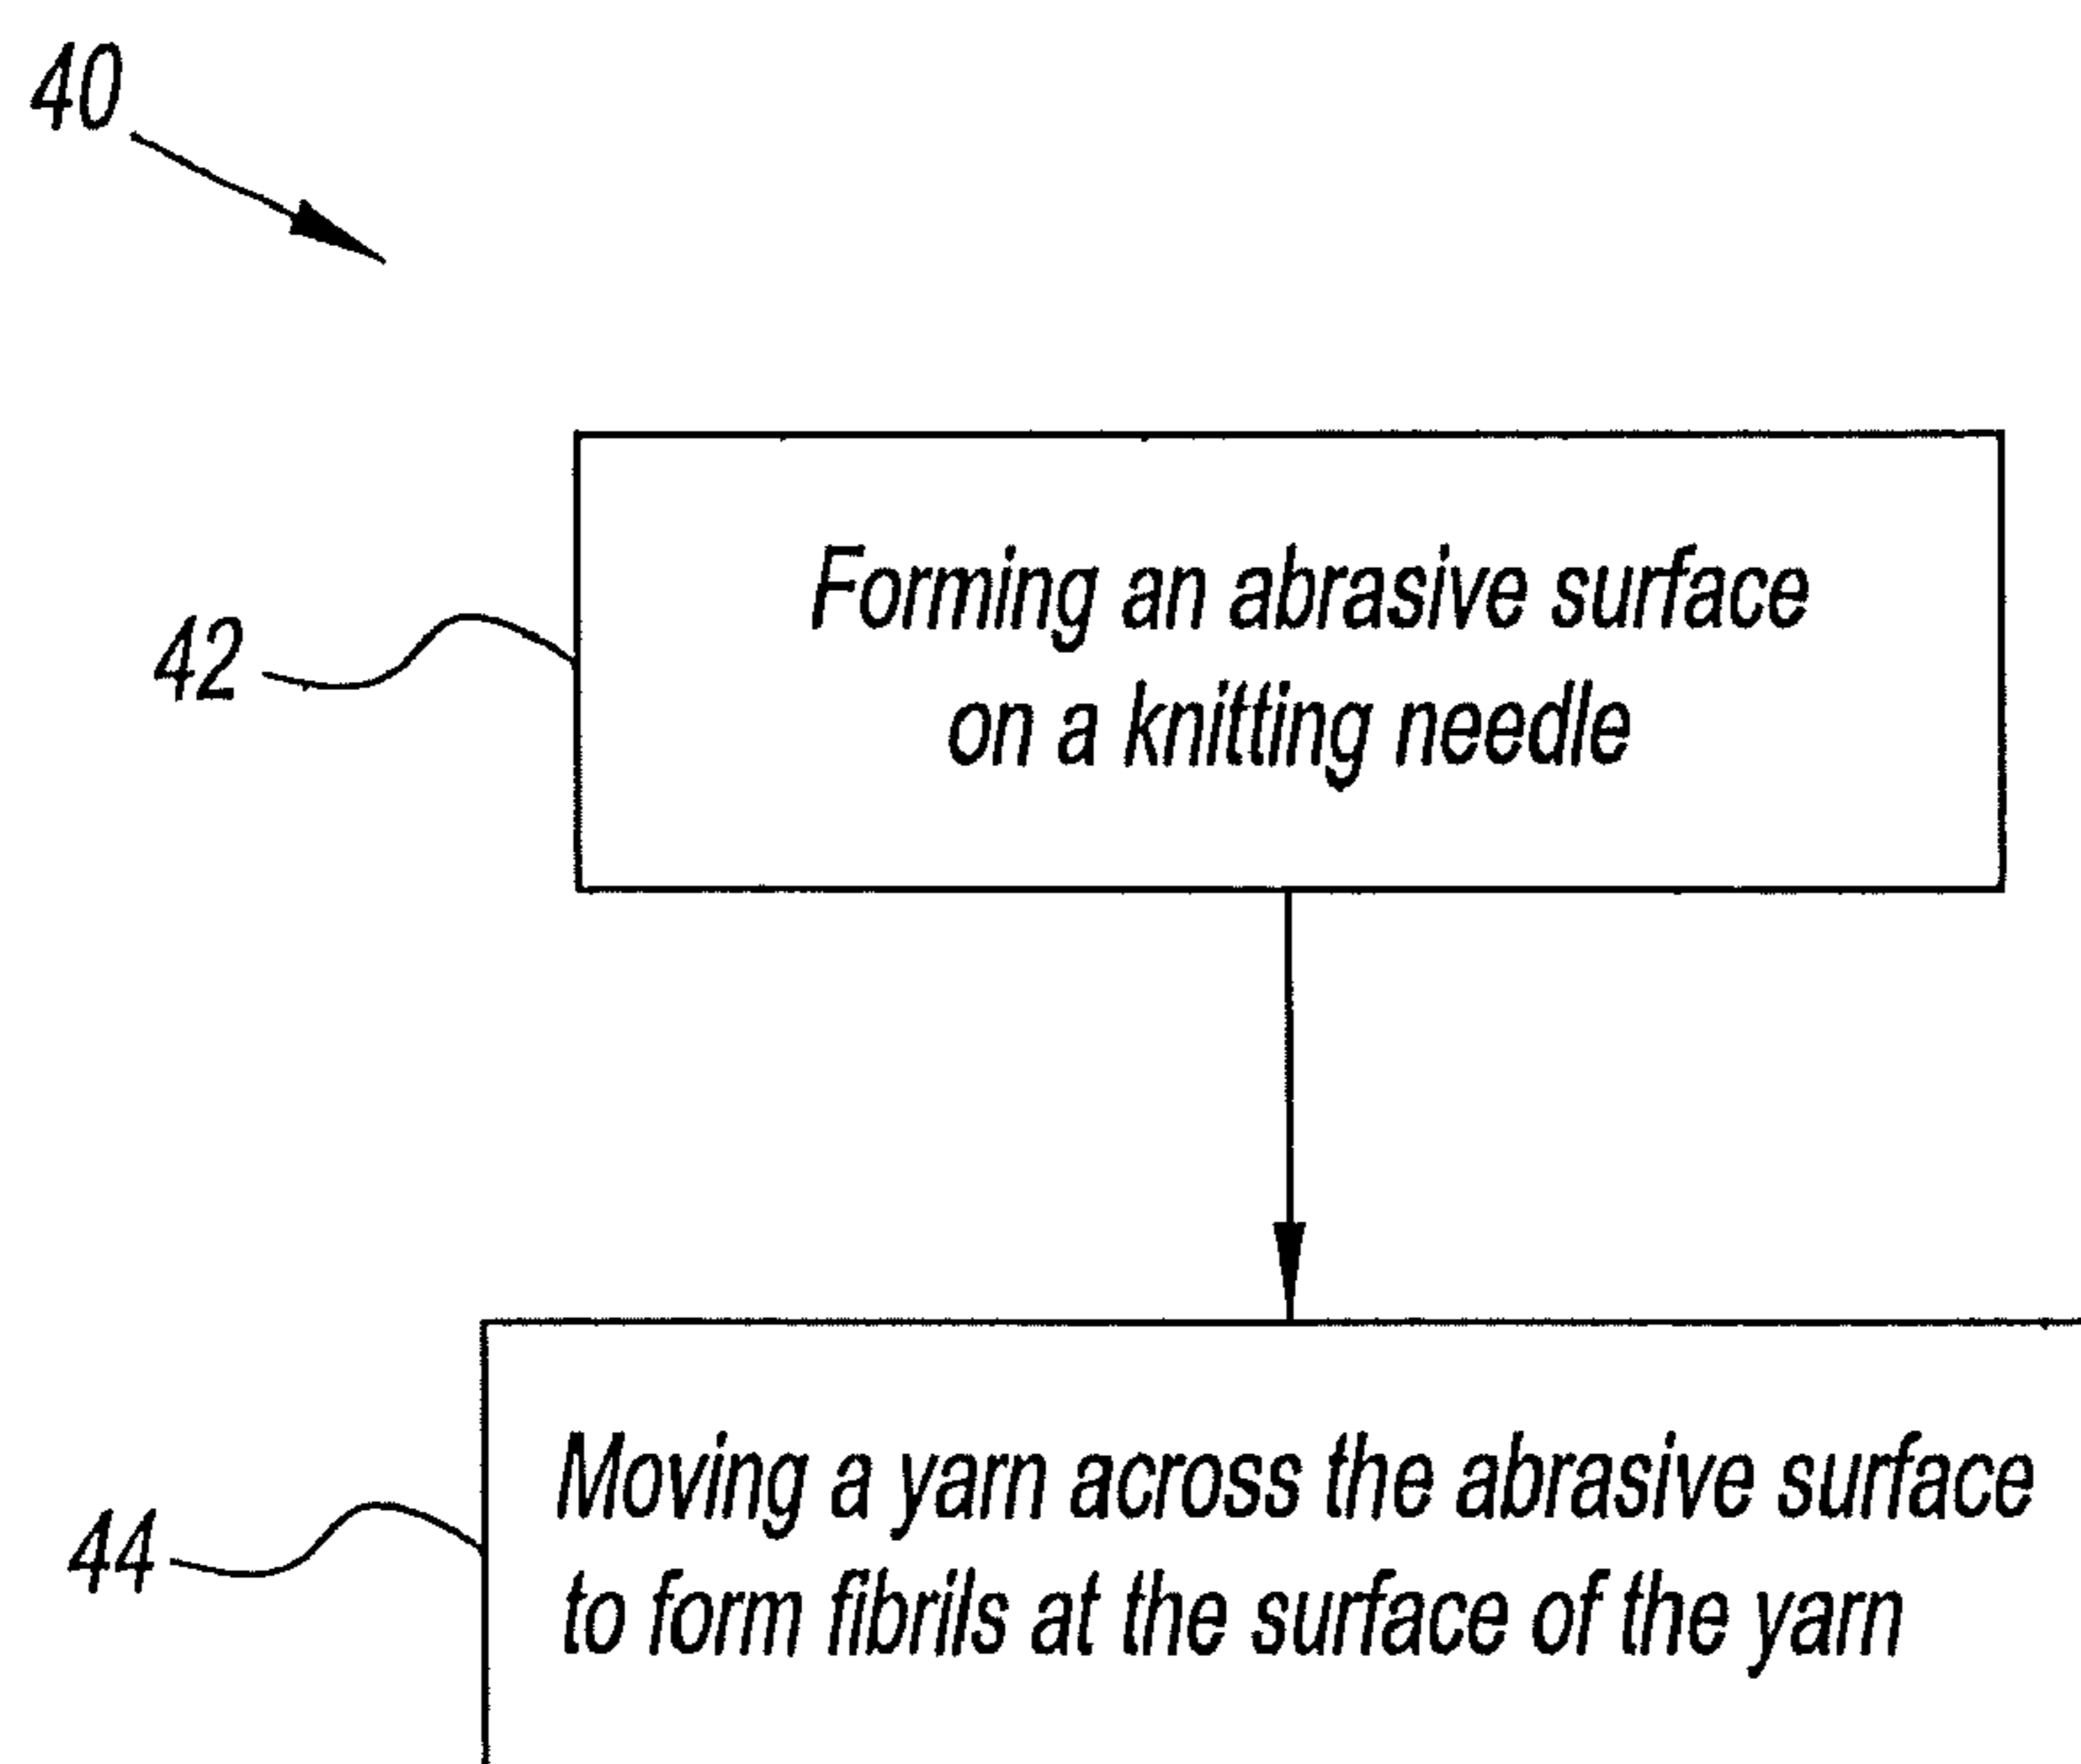 40
42
Forming an abrasive surface
on a knitting needle
44
Moving a yarn across the abrasive surface
to form fibrils at the surface of the yarn